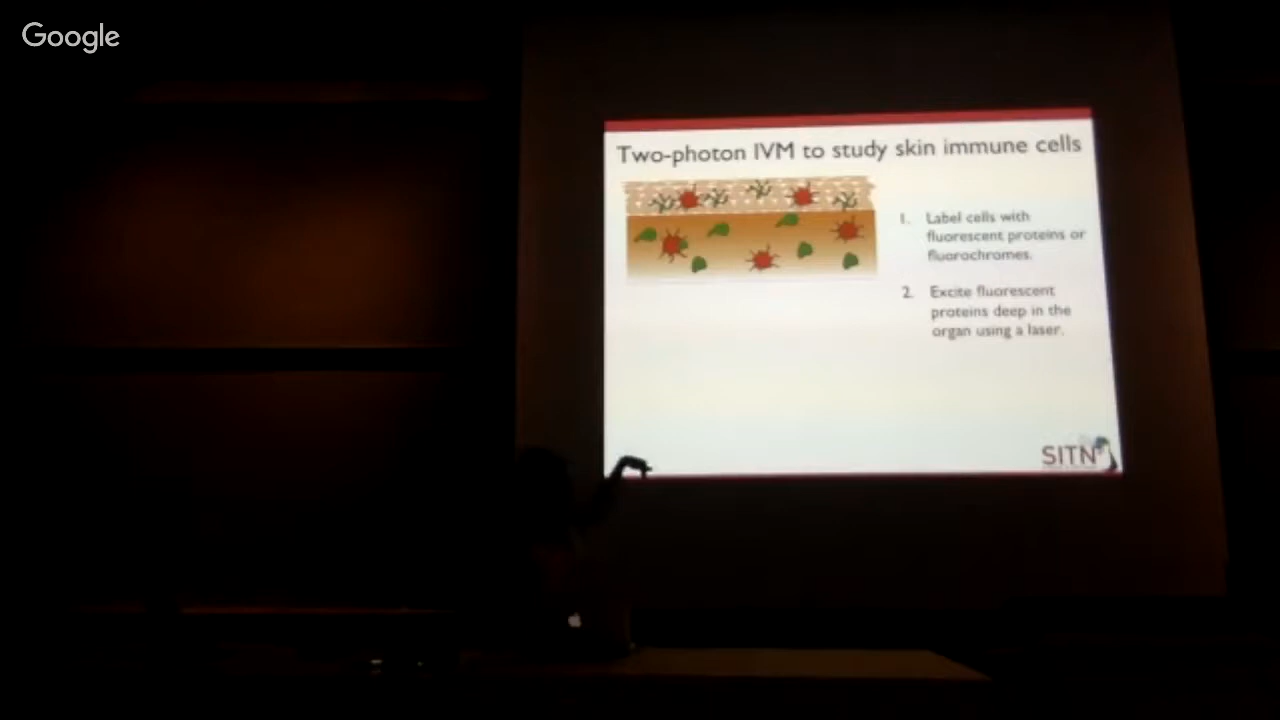 Google
Two-photon IVM to study skin immune cells
1. Label cells with
fluorescent proteins or
fluorochromes.
2. Excite fluorescent
proteins deep in the
organ using a laser.
SITN